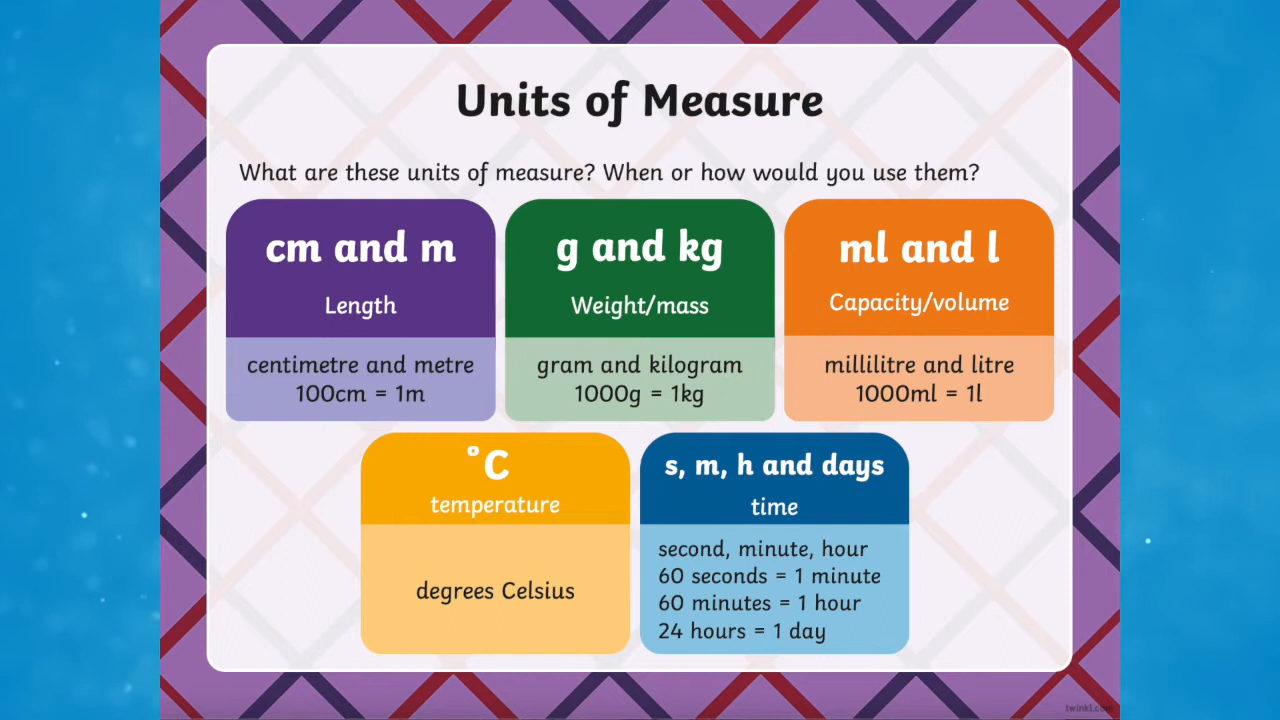 Units of Measure
What are these units of measure? When or how would you use them?
cm and m
Length
centimetre and metre
100cm = 1m
g and kg
Weight/mass
gram and kilogram
1000g = 1kg
ml and l
Capacity/volume
millilitre and litre
1000ml = 1l
°C
temperature
degrees Celsius
s, m, h and days
time
second, minute, hour
60 seconds = 1 minute
60 minutes = 1 hour
24 hours = 1 day
twinkl.com